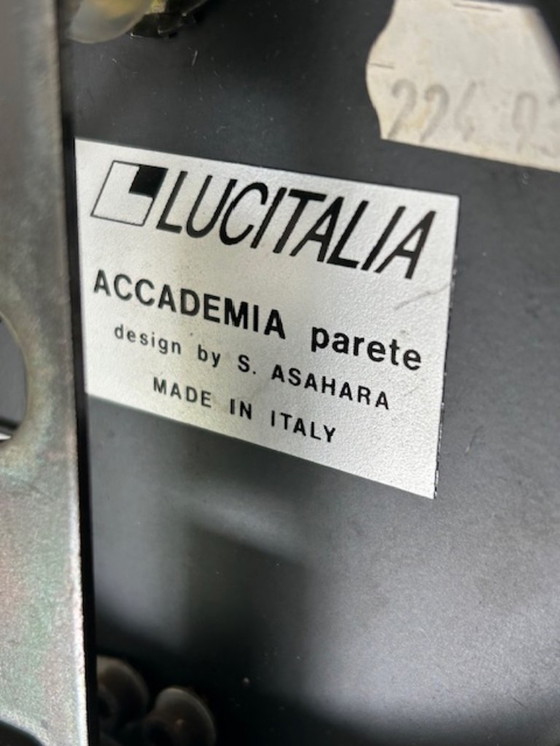 LUCITALIA
ACCADEMIA parete
design by S. ASAHARA
MADE IN ITALY